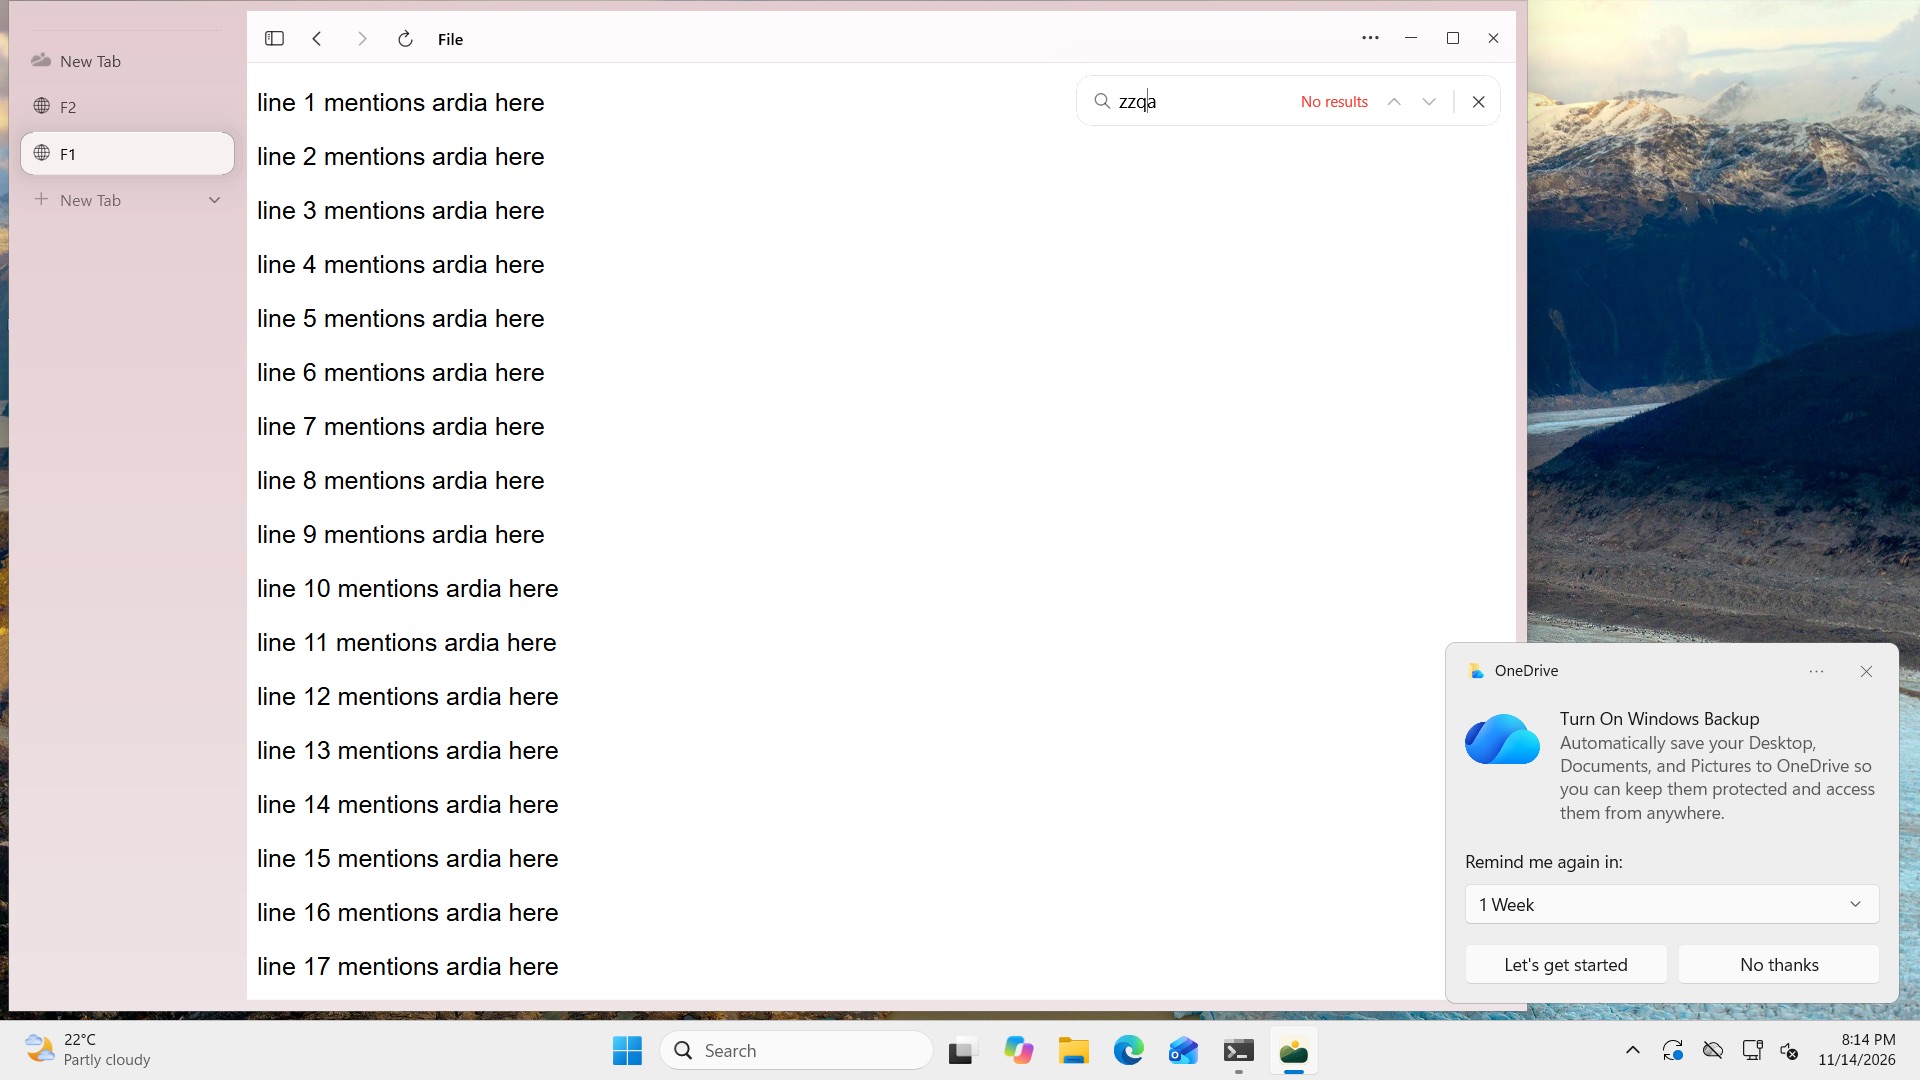 New Tab
F2
F1
New Tab
File
zzqa
No results
line 1 mentions ardia here
line 2 mentions ardia here
line 3 mentions ardia here
line 4 mentions ardia here
line 5 mentions ardia here
line 6 mentions ardia here
line 7 mentions ardia here
line 8 mentions ardia here
line 9 mentions ardia here
line 10 mentions ardia here
line 11 mentions ardia here
line 12 mentions ardia here
line 13 mentions ardia here
line 14 mentions ardia here
line 15 mentions ardia here
line 16 mentions ardia here
line 17 mentions ardia here
OneDrive
Turn On Windows Backup
Automatically save your Desktop,
Documents, and Pictures to OneDrive so
you can keep them protected and access
them from anywhere.
Remind me again in:
1 Week
Let's get started
No thanks
22°C
Partly cloudy
Search
8:14 PM
11/14/2026